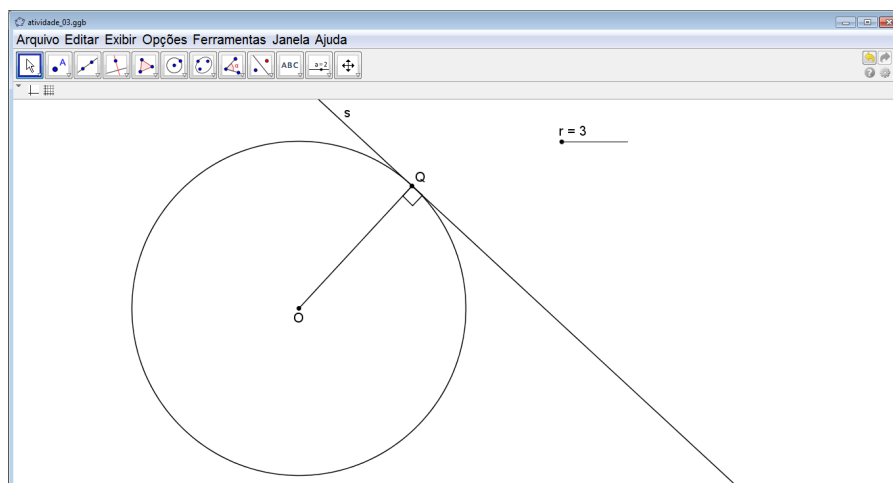 atividade_03.ggb
Arquivo Editar Exibir Opções Ferramentas Janela Ajuda
A
α
ABC
a=2
s
r = 3
Q
O